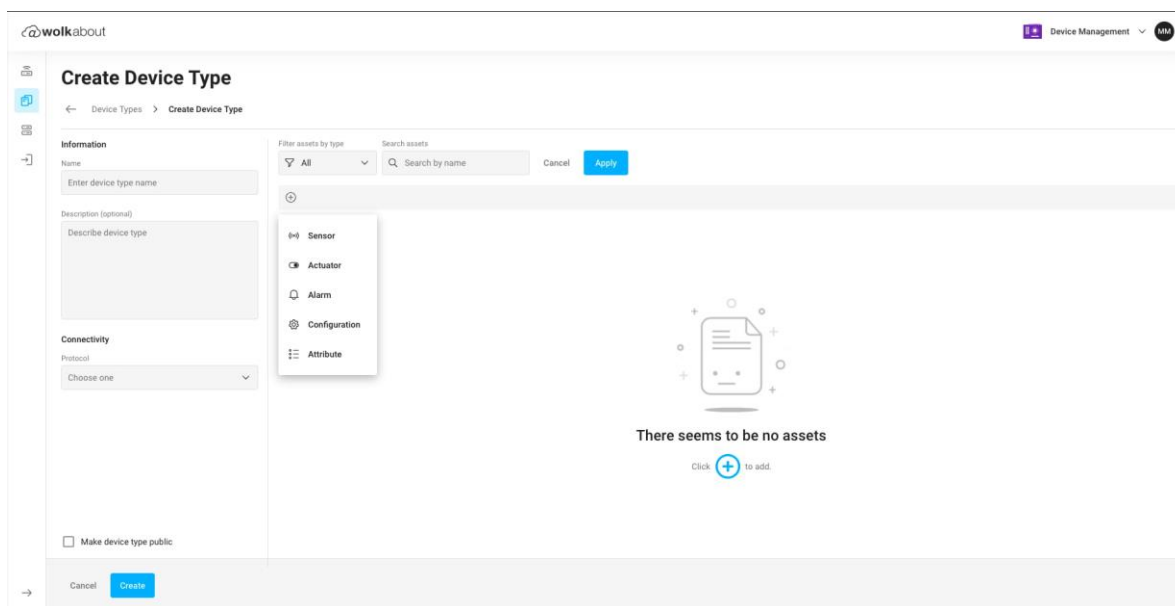 wolkabout
Device Management
MM
Create Device Type
Device Types > Create Device Type
Information
Name
Enter device type name
Description (optional)
Describe device type
Connectivity
Protocol
Choose one
Make device type public
Cancel
Create
Filter assets by type
All
Search assets
Search by name
Cancel
Apply
Sensor
Actuator
Alarm
Configuration
Attribute
There seems to be no assets
Click + to add.